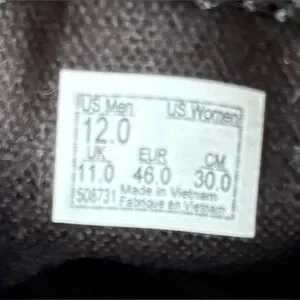 US Men US Women
12.0
UK EUR CM
11.0 46.0 30.0
508731 Made in Vietnam
Fabrique en Vietnam